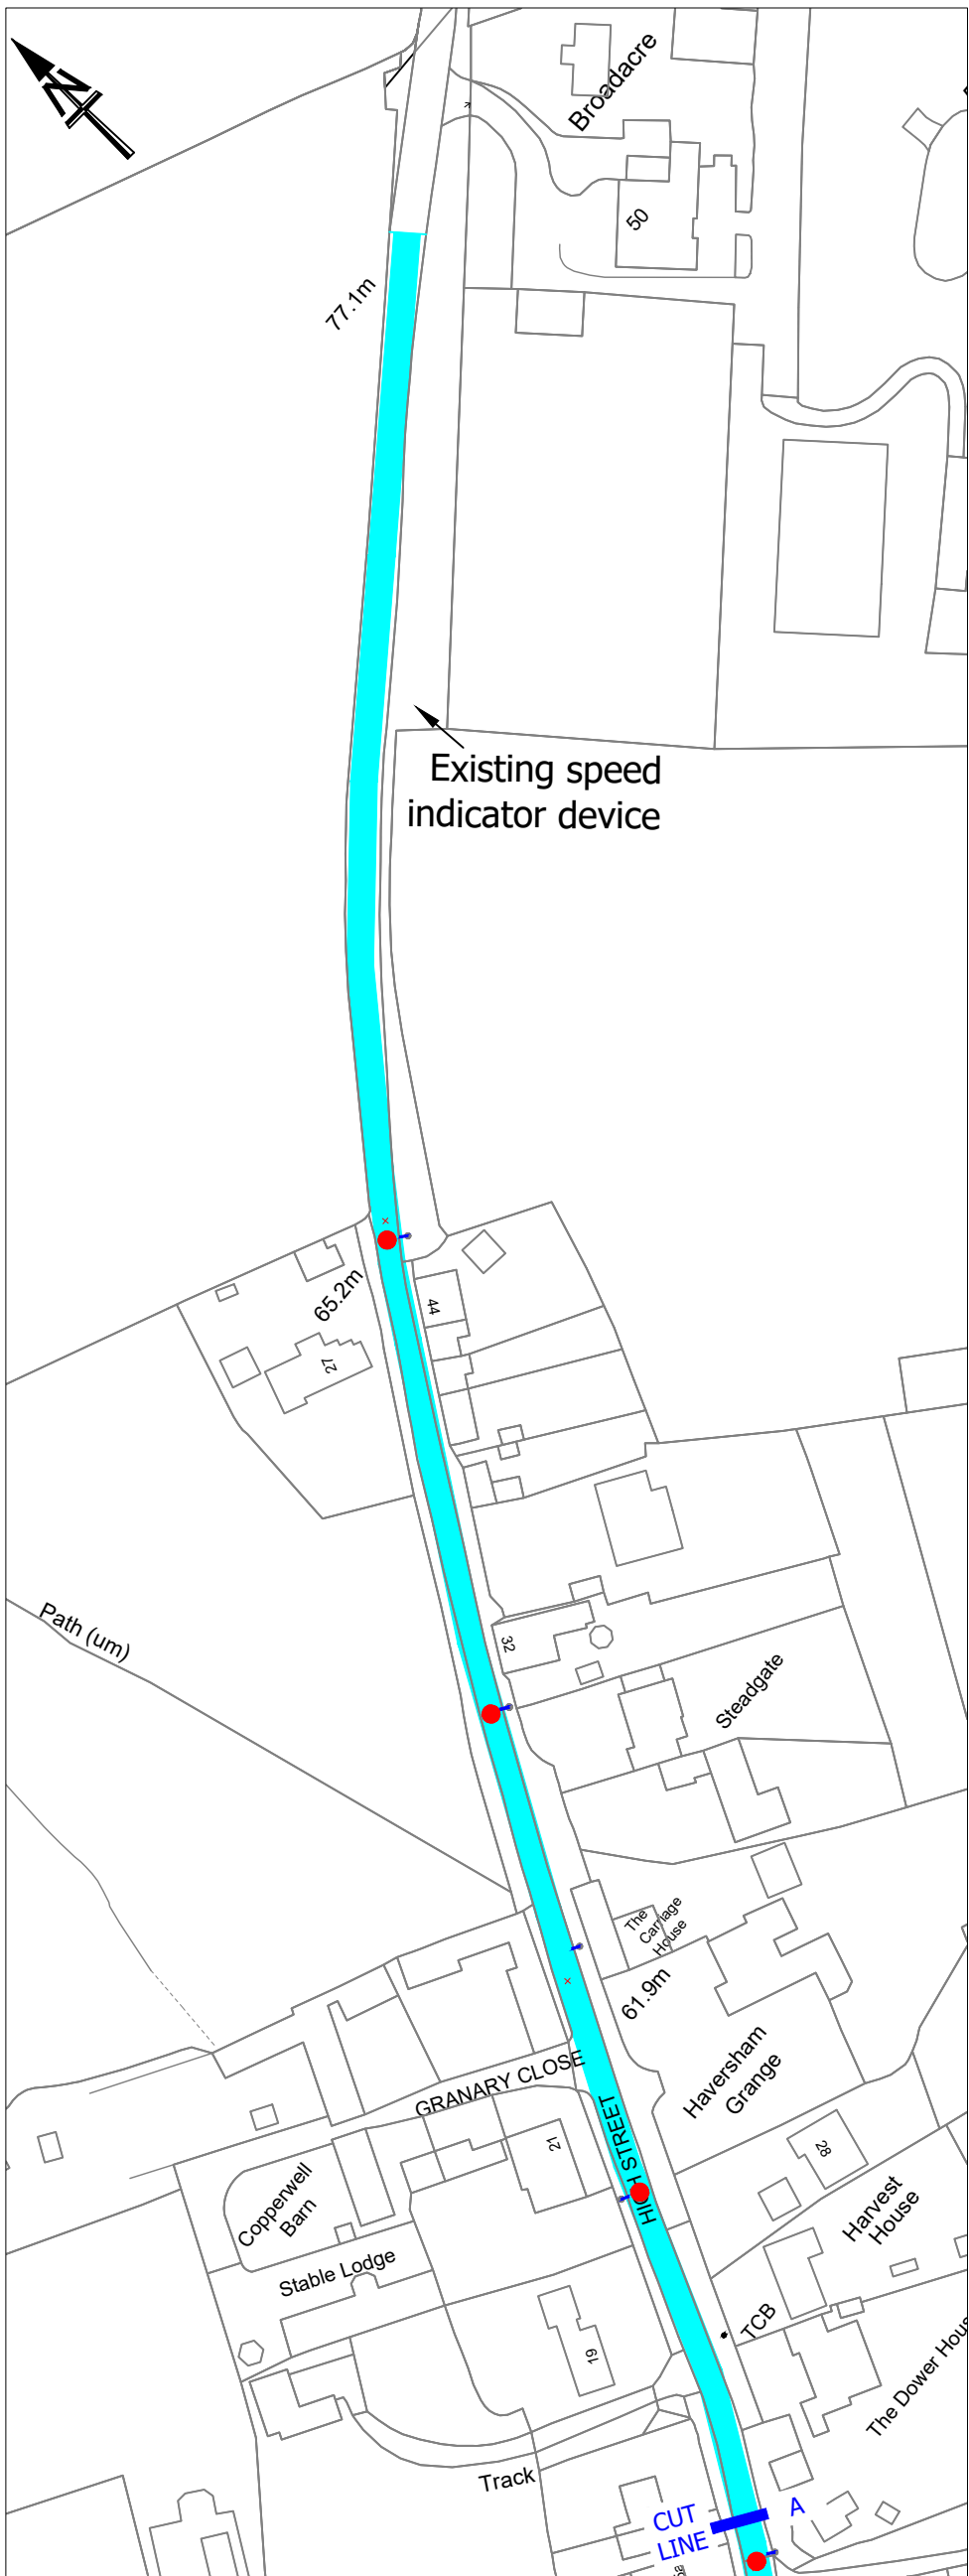 N
Broadacre
50
77.1m
Existing speed
indicator device
65.2m
44
27
Path (um)
32
Steadgate
The
Carriage
House
61.9m
Haversham
Grange
GRANARY CLOSE
HIGH STREET
21
28
Copperwell
Barn
Harvest
House
Stable Lodge
TCB
19
The Dower Hous
Track
A
CUT
LINE